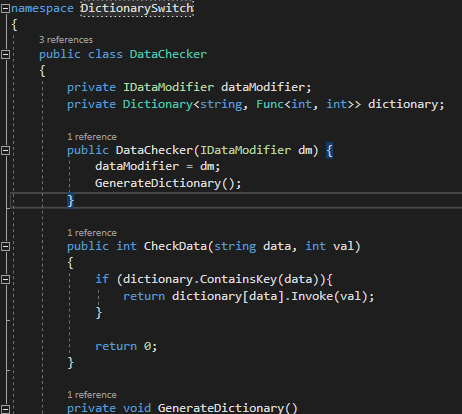 namespace DictionarySwitch
{
3 references
public class DataChecker
{
private IDataModifier dataModifier;
private Dictionary<string, Func<int, int>> dictionary;
1 reference
public DataChecker(IDataModifier dm) {
dataModifier = dm;
GenerateDictionary();
}
1 reference
public int CheckData(string data, int val)
{
if (dictionary.ContainsKey(data)){
return dictionary[data].Invoke(val);
}
return 0;
}
1 reference
private void GenerateDictionary()